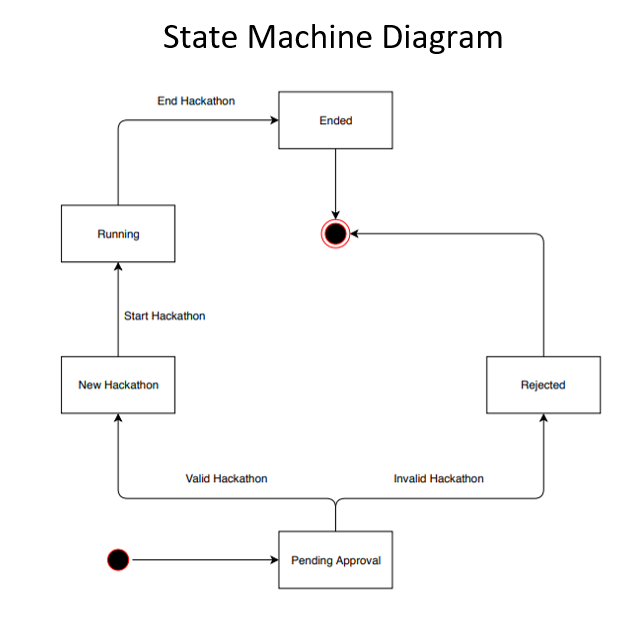 State Machine Diagram
End Hackathon
Ended
Running
Start Hackathon
New Hackathon
Rejected
Valid Hackathon
Invalid Hackathon
Pending Approval